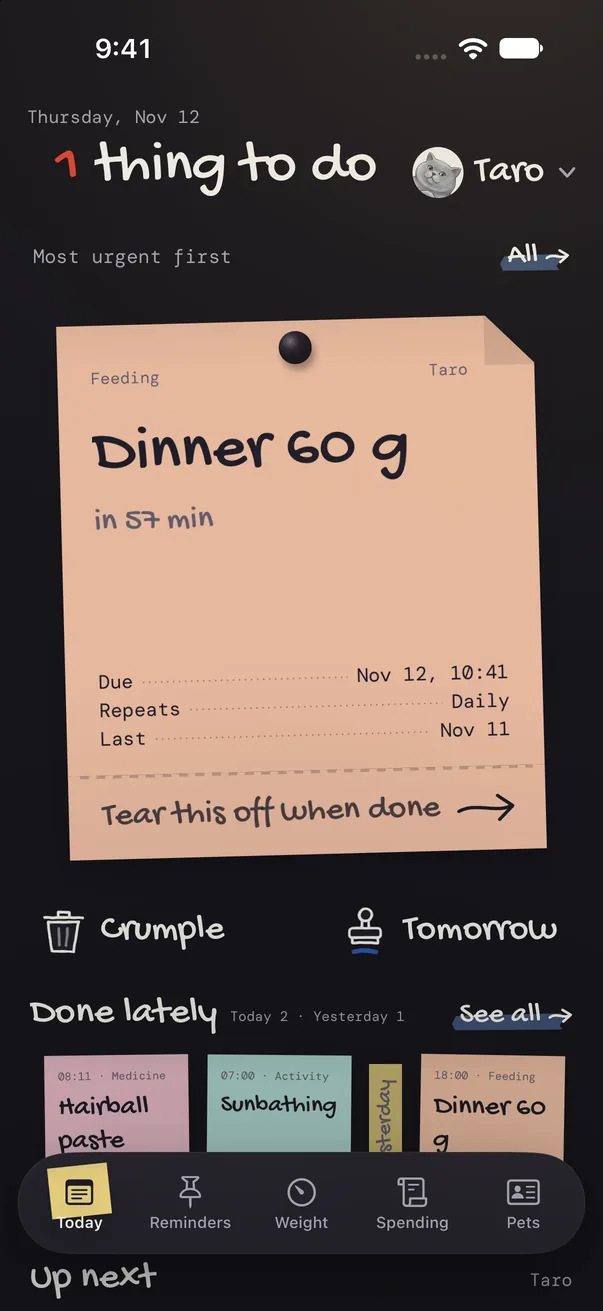 9:41
Thursday, Nov 12
1 thing to do
Taro
Most urgent first
All →
Feeding
Taro
Dinner 60 g
in 57 min
Due Nov 12, 10:41
Repeats Daily
Last Nov 11
Tear this off when done →
Crumple
Tomorrow
Done lately Today 2 · Yesterday 1
See all →
08:11 · Medicine
Hairball
paste
07:00 · Activity
Sunbathing
sterday
18:00 · Feeding
Dinner 60
g
Today
Reminders
Weight
Spending
Pets
Up next
Taro